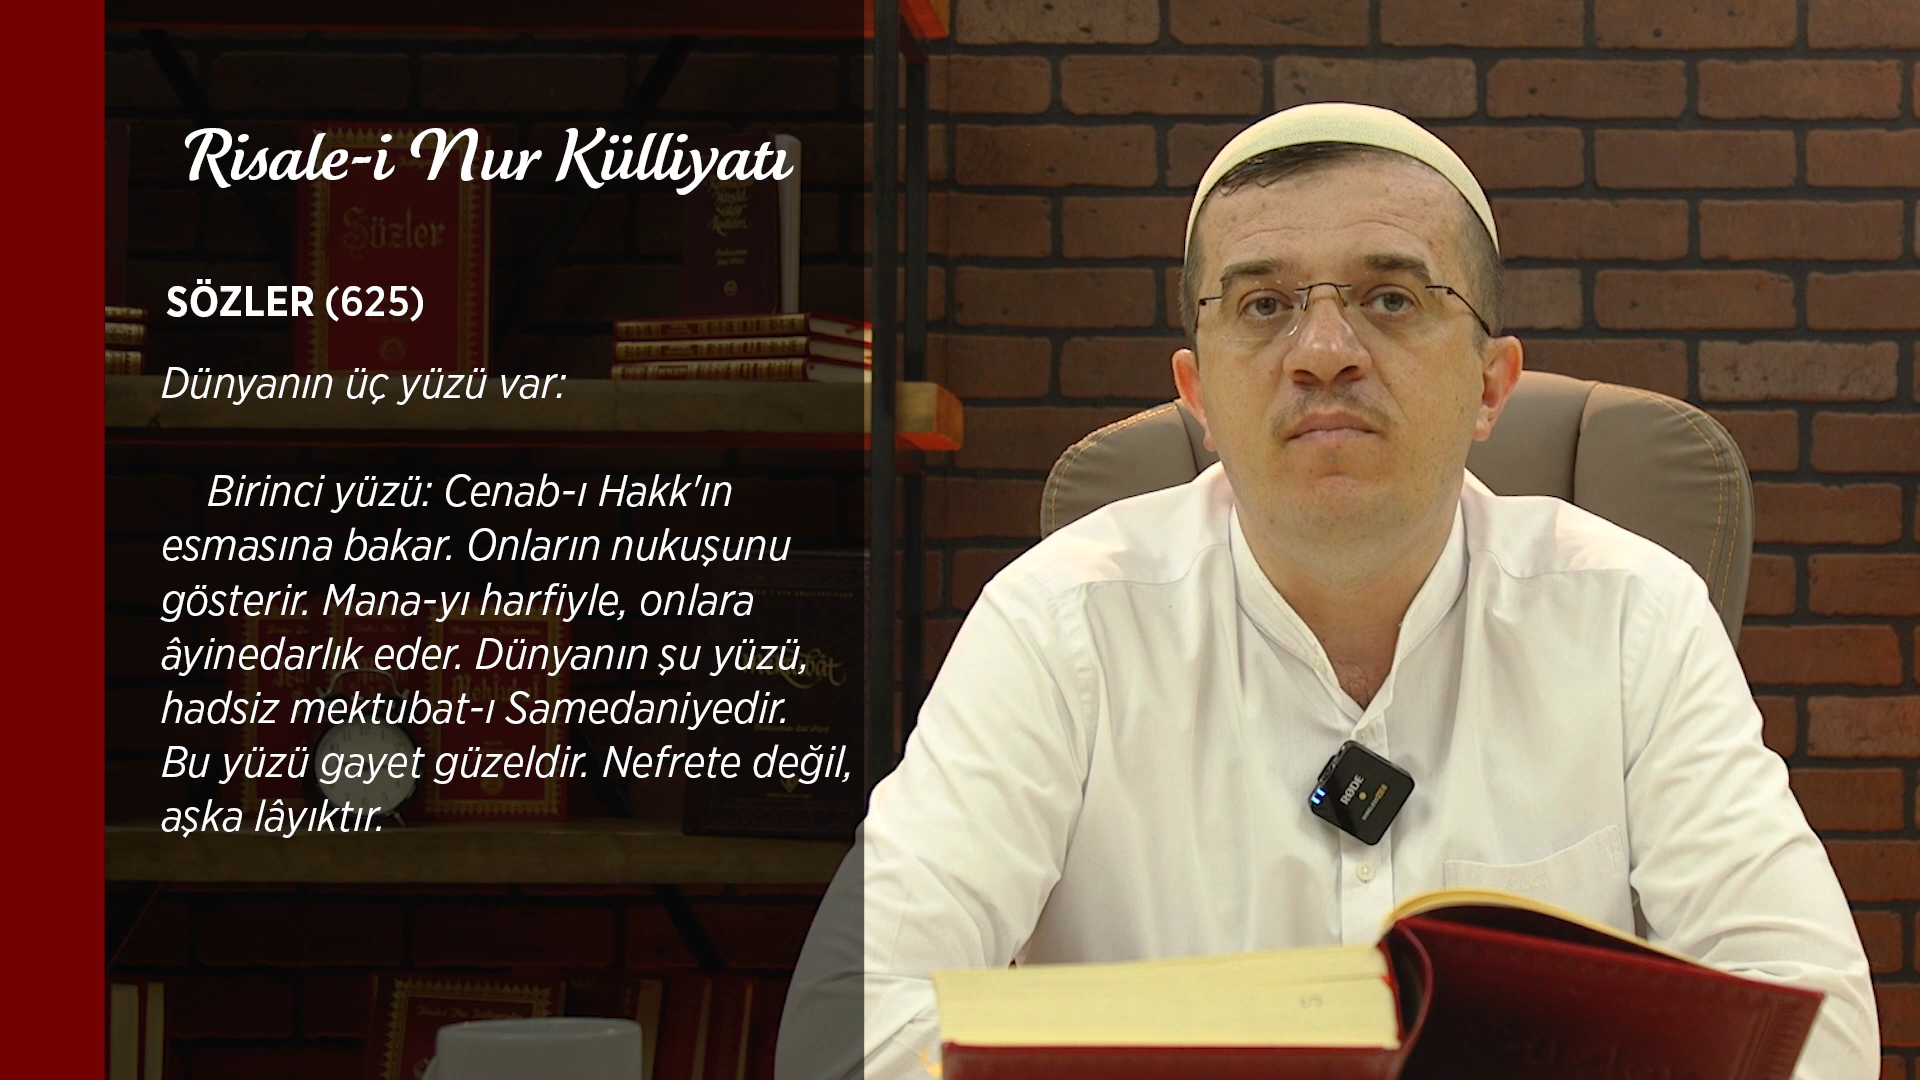 Risale-i Nur Külliyatı
Sözler
SÖZLER (625)
Dünyanın üç yüzü var:
Birinci yüzü: Cenab-ı Hakk'ın
esmasına bakar. Onların nukuşunu
gösterir. Mana-yı harfiyle, onlara
âyinedarlık eder. Dünyanın şu yüzü,
hadsiz mektubat-ı Samedaniyedir.
Bu yüzü gayet güzeldir. Nefrete değil,
aşka lâyıktır.
RØDE